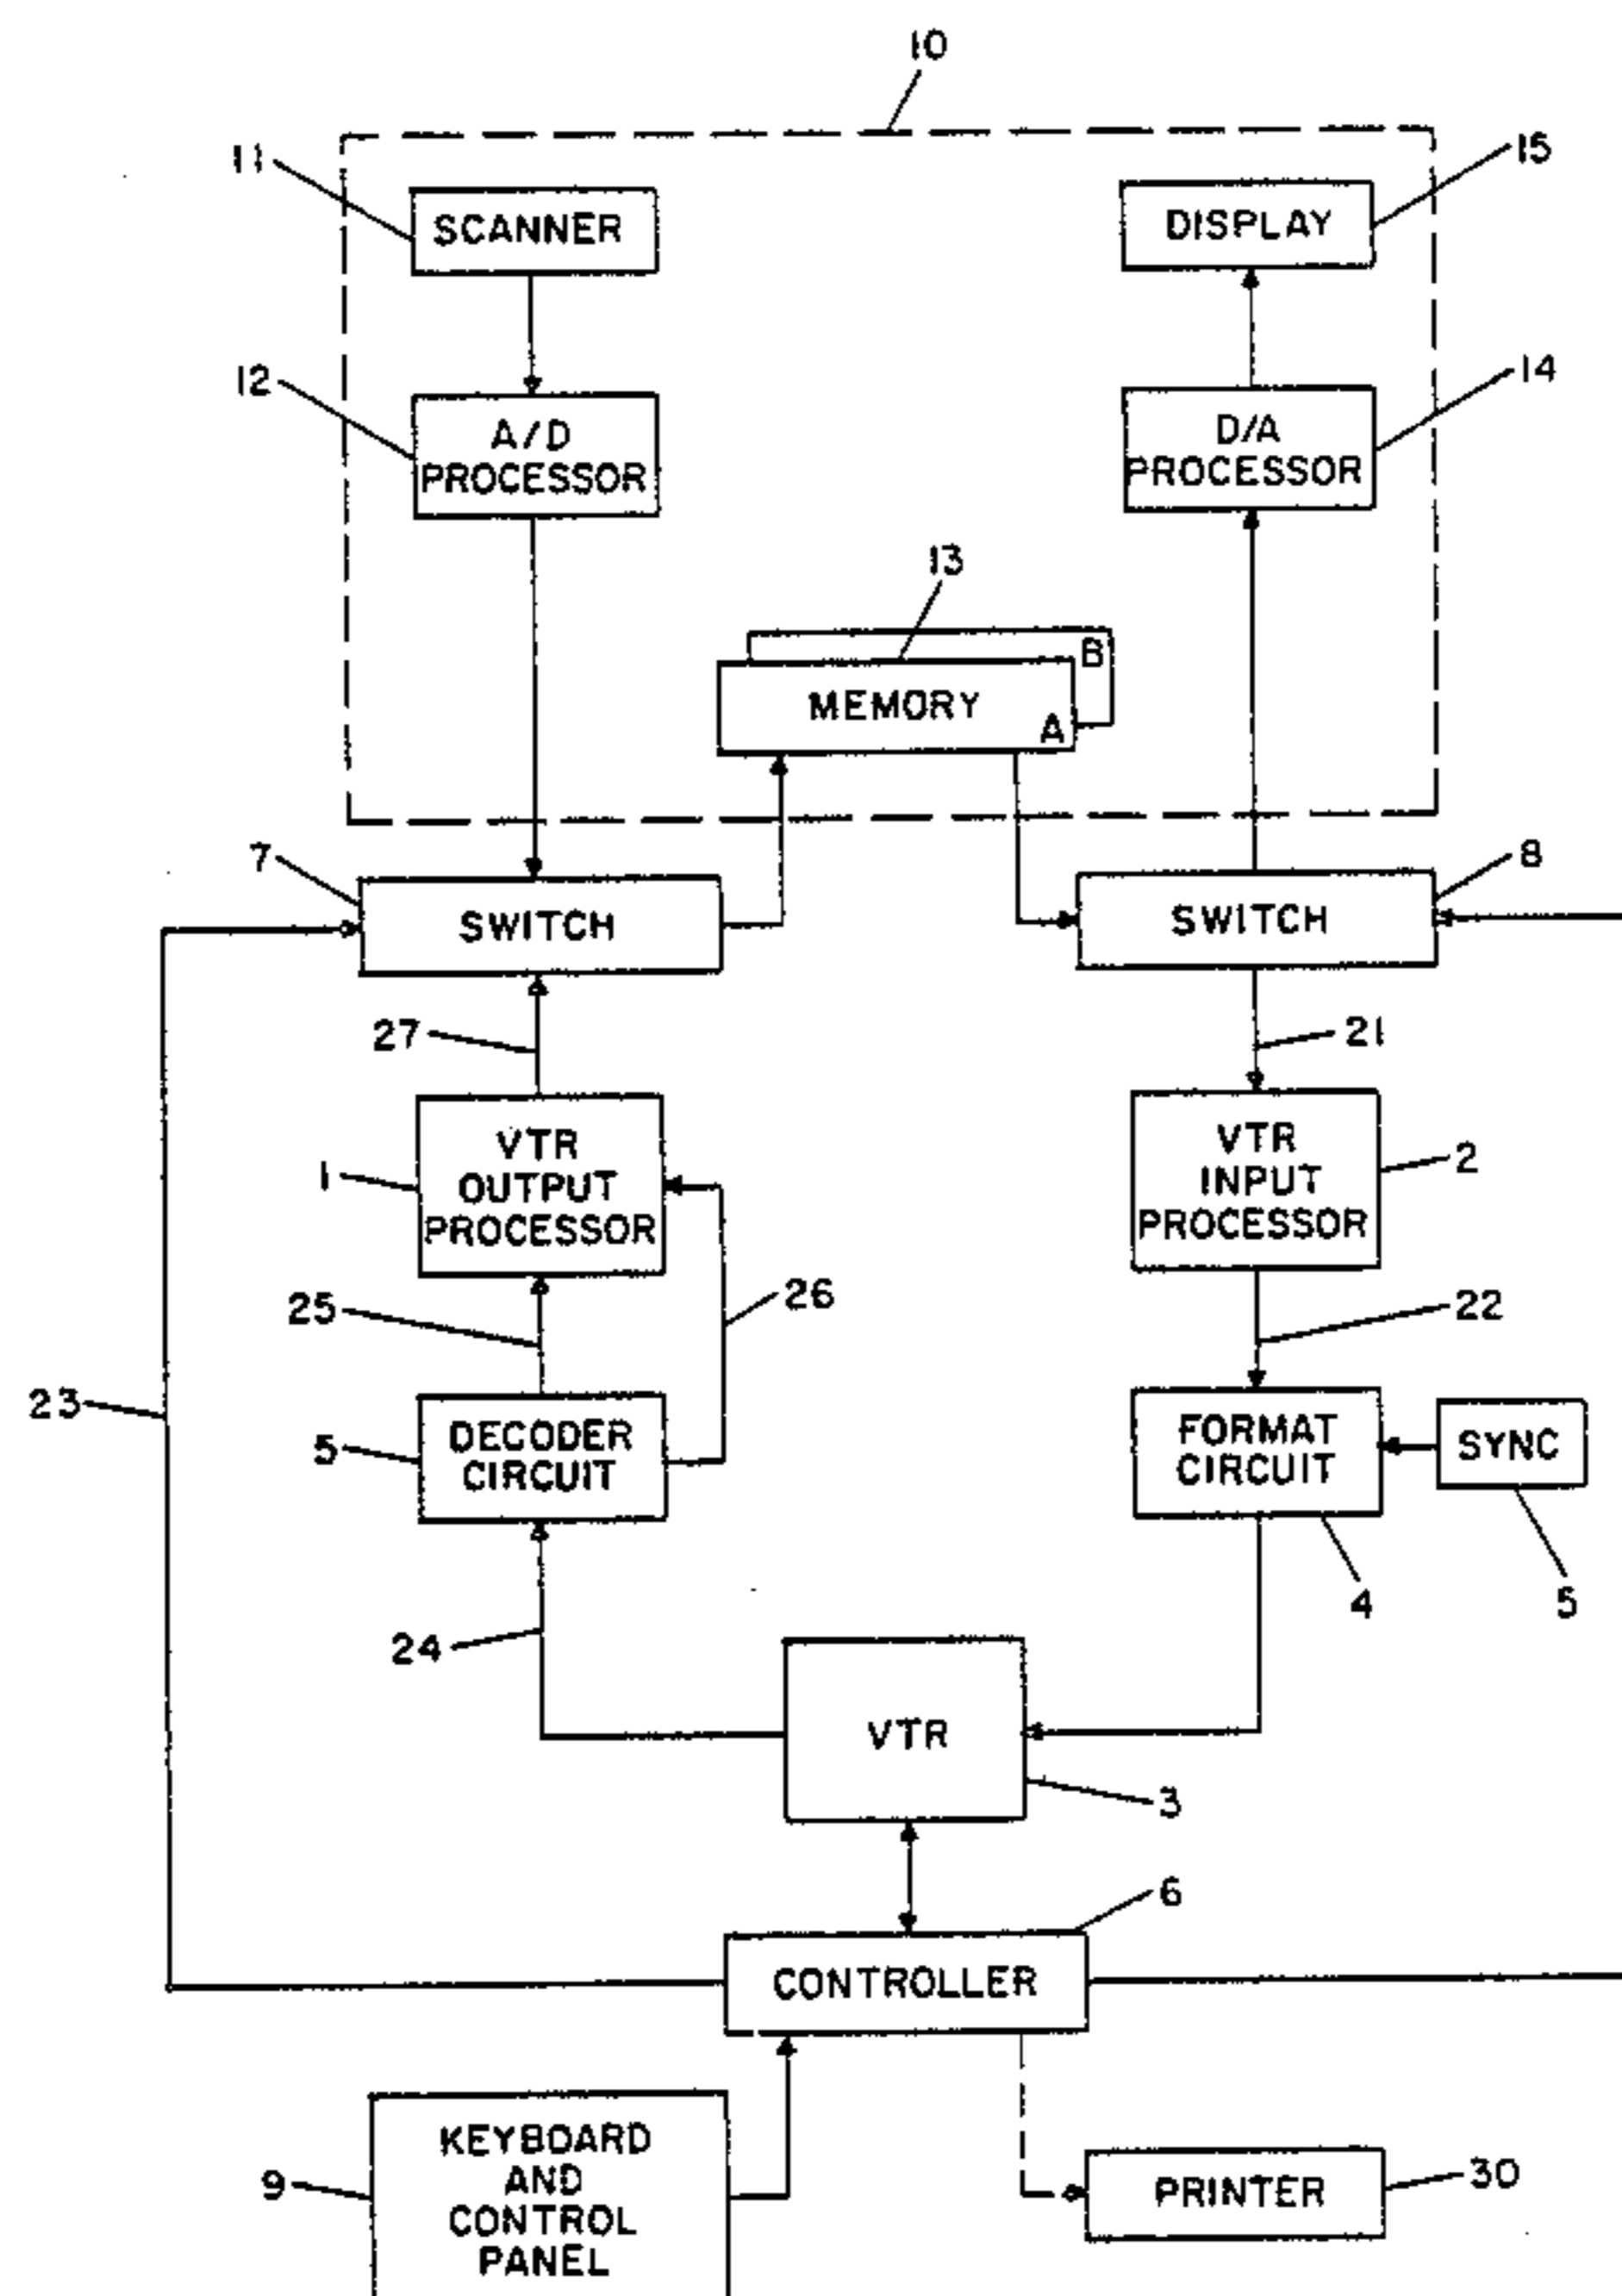 10
11
SCANNER
DISPLAY
15
12
A/D
PROCESSOR
D/A
PROCESSOR
14
13
B
MEMORY
A
7
SWITCH
SWITCH
8
27
21
1
VTR
OUTPUT
PROCESSOR
VTR
INPUT
PROCESSOR
2
25
26
22
23
5
DECODER
CIRCUIT
FORMAT
CIRCUIT
SYNC
24
4
5
VTR
3
6
CONTROLLER
9
KEYBOARD
AND
CONTROL
PANEL
PRINTER
30